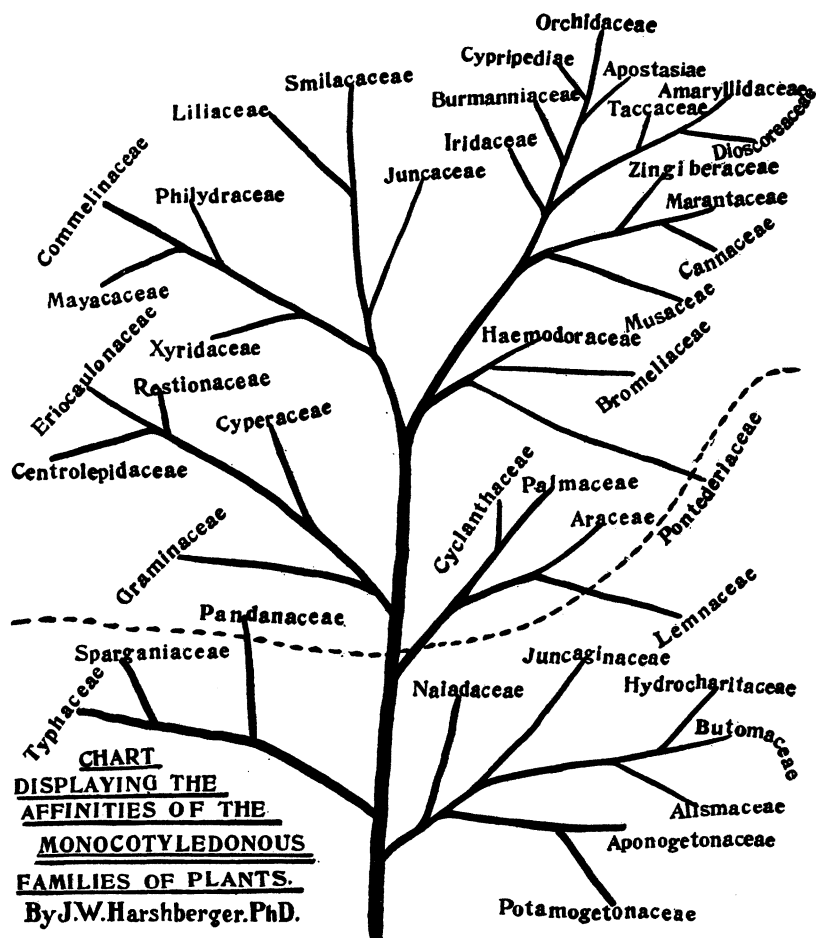 Orchidaceae
Cypripediae
Apostasiae
Smilacaceae
Burmanniaceae
Amaryllidaceae
Liliaceae
Taccaceae
Dioscoreaceae
Iridaceae
Zingiberaceae
Juncaceae
Commelinaceae
Philydraceae
Marantaceae
Cannaceae
Mayacaceae
Musaceae
Xyridaceae
Haemodoraceae
Eriocaulonaceae
Restionaceae
Bromeliaceae
Cyperaceae
Centrolepidaceae
Cyclanthaceae
Palmaceae
Pontederiaceae
Araceae
Graminaceae
Pandanaceae
Lemnaceae
Sparganiaceae
Juncaginaceae
Typhaceae
Naiadaceae
Hydrocharitaceae
Butomaceae
Alismaceae
Aponogetonaceae
Potamogetonaceae
CHART
DISPLAYING THE
AFFINITIES OF THE
MONOCOTYLEDONOUS
FAMILIES OF PLANTS.
By J.W. Harshberger. PhD.